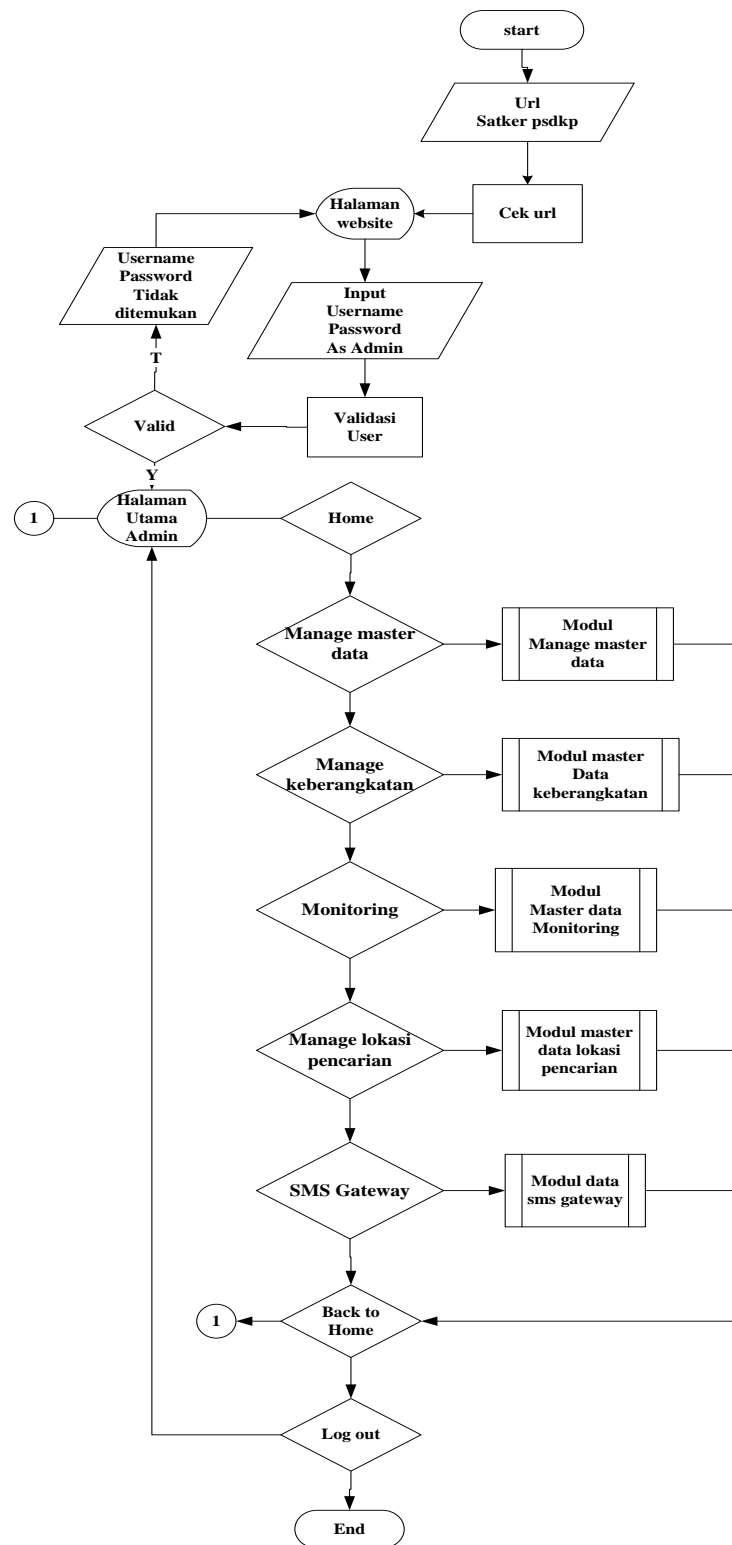 start
Url
Satker psdkp
Cek url
Halaman
website
Username
Password
Tidak
ditemukan
Input
Username
Password
As Admin
T
Valid
Validasi
User
Y
1
Halaman
Utama
Admin
Home
Manage master
data
Modul
Manage master
data
Manage
keberangkatan
Modul master
Data
keberangkatan
Monitoring
Modul
Master data
Monitoring
Manage lokasi
pencarian
Modul master
data lokasi
pencarian
SMS Gateway
Modul data
sms gateway
1
Back to
Home
Log out
End